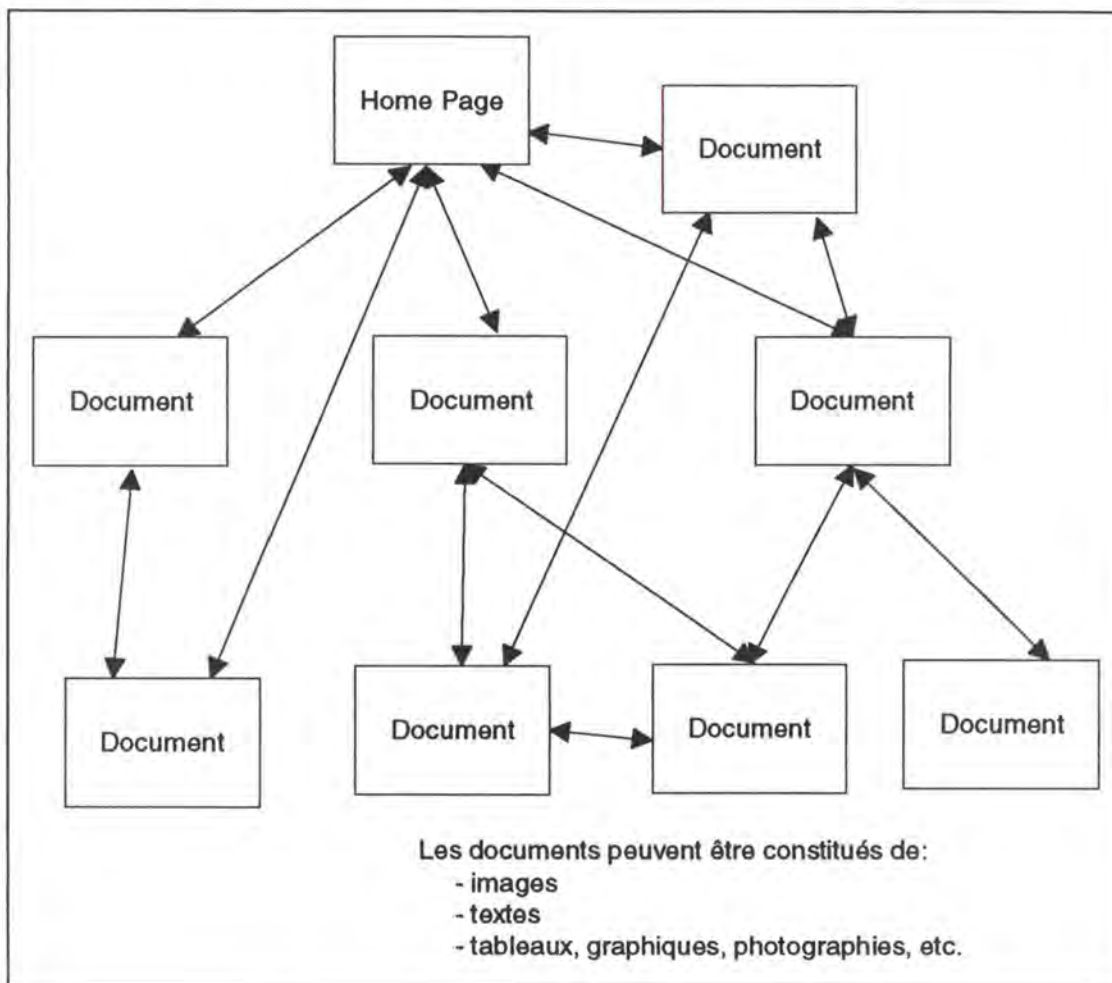 Home Page
Document
Document
Document
Document
Document
Document
Document
Document
Les documents peuvent être constitués de:
- images
- textes
- tableaux, graphiques, photographies, etc.